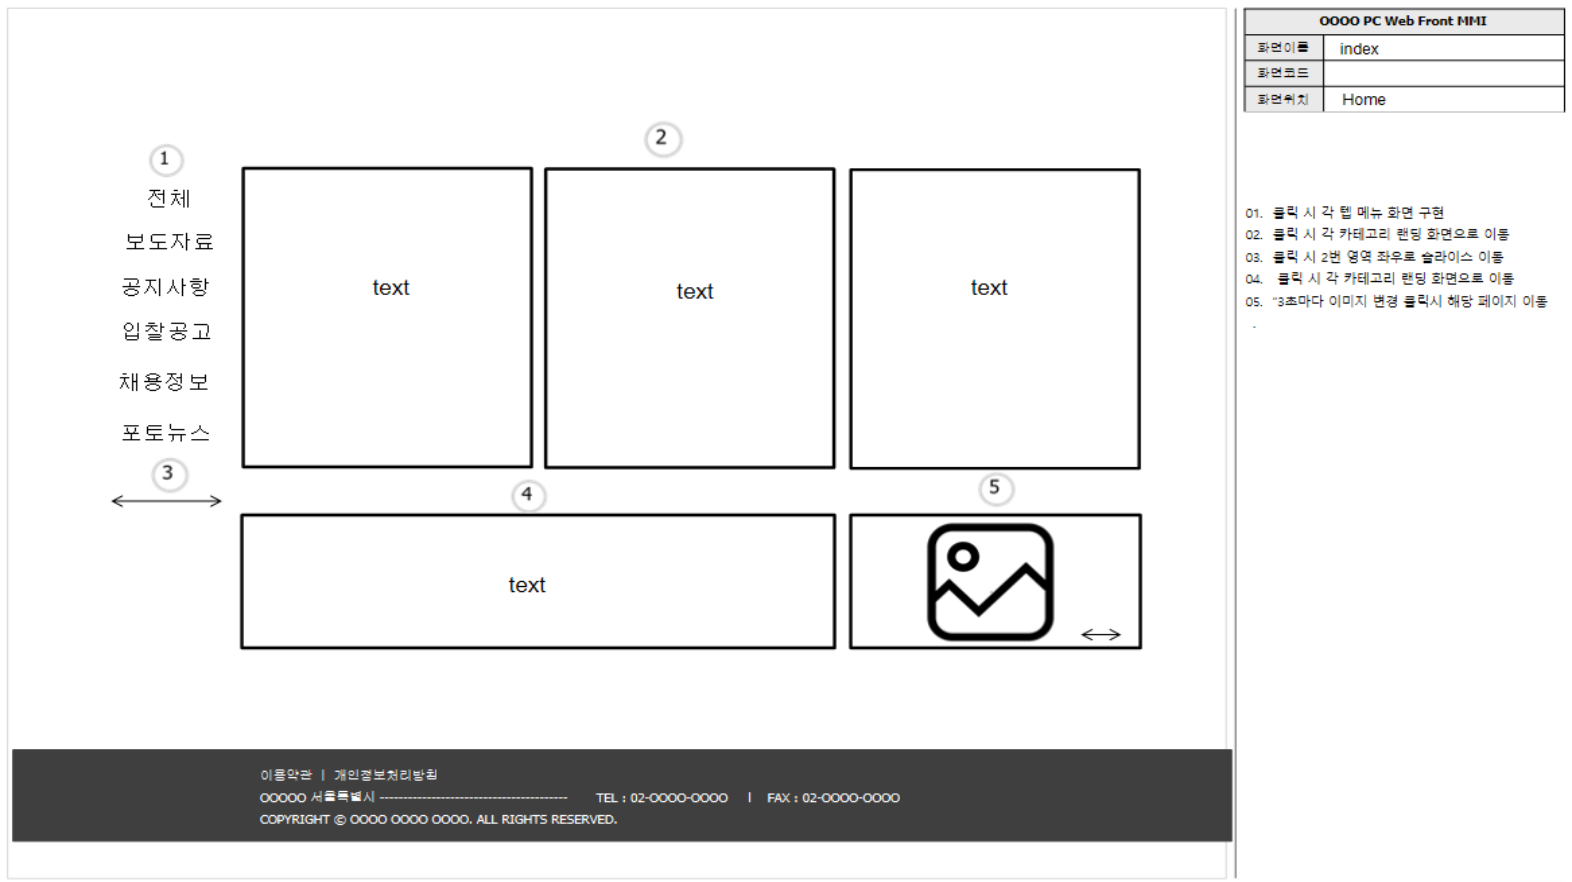 OOOO PC Web Front MMI
화면이름 index
화면코드
화면위치 Home
1
2
전체
보도자료
공지사항
입찰공고
채용정보
포토뉴스
text
text
text
3
4
5
text
01. 클릭 시 각 텝 메뉴 화면 구현
02. 클릭 시 각 카테고리 랜딩 화면으로 이동
03. 클릭 시 2번 영역 좌우로 슬라이스 이동
04. 클릭 시 각 카테고리 랜딩 화면으로 이동
05. "3초마다 이미지 변경 클릭시 해당 페이지 이동
.
이용약관 | 개인정보처리방침
OOOOO 서울특별시 ---------------------------------------- TEL : 02-OOOO-OOOO | FAX : 02-OOOO-OOOO
COPYRIGHT © OOOO OOOO OOOO. ALL RIGHTS RESERVED.